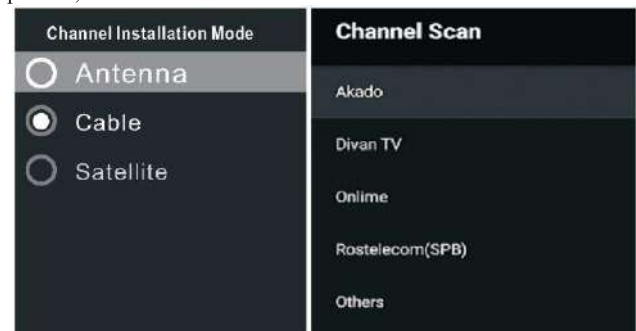 Channel Installation Mode
Antenna
Cable
Satellite
Channel Scan
Akado
Divan TV
Onlime
Rostelecom(SPB)
Others